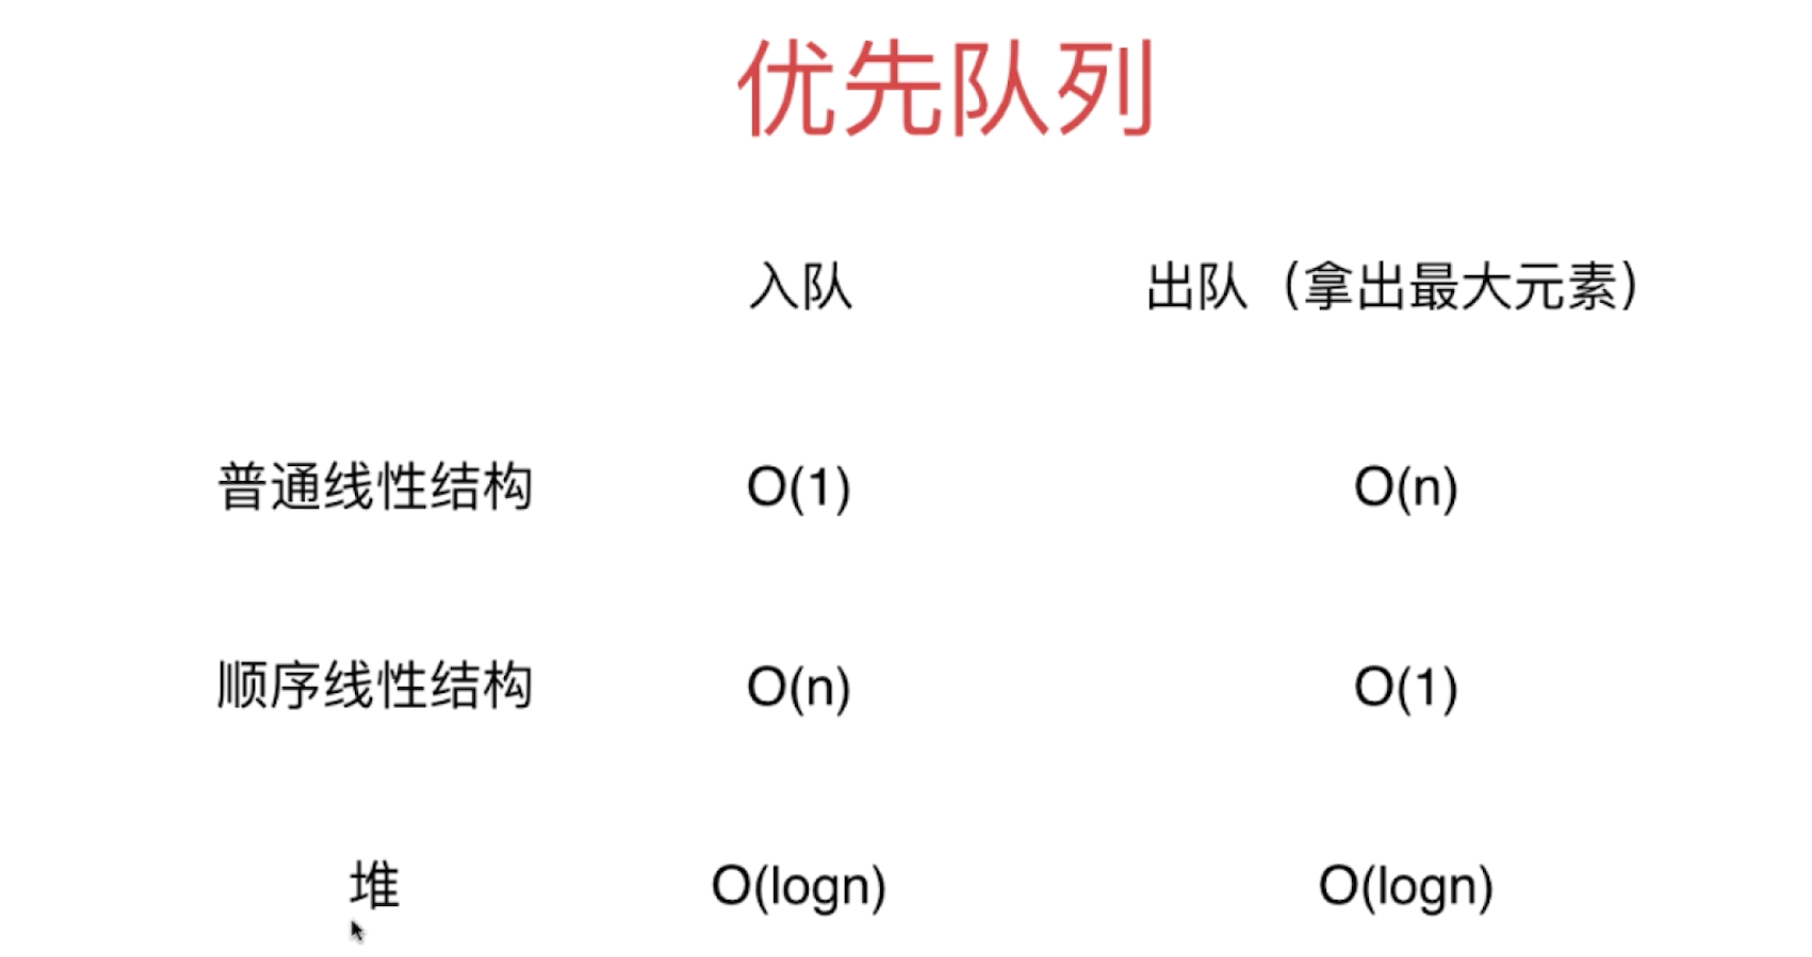 优先队列
入队 出队（拿出最大元素）
普通线性结构 O(1) O(n)
顺序线性结构 O(n) O(1)
堆 O(logn) O(logn)